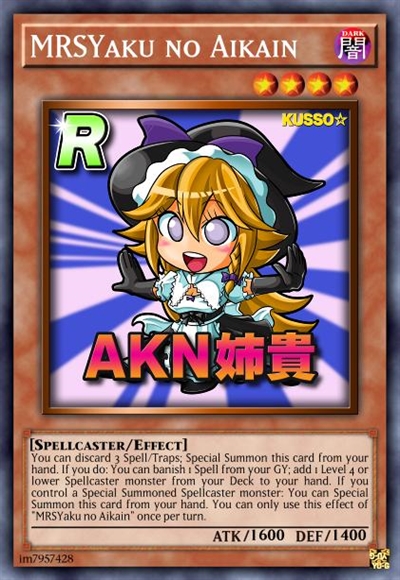 MRSYaku no Aikain
DARK
闇
R
KUSSO☆
AKN姉貴
[Spellcaster/Effect]
You can discard 3 Spell/Traps; Special Summon this card from your
hand. If you do: You can banish 1 Spell from your GY; add 1 Level 4 or
lower Spellcaster monster from your Deck to your hand. If you
control a Special Summoned Spellcaster monster: You can Special
Summon this card from your hand. You can only use this effect of
"MRSYaku no Aikain" once per turn.
ATK/1600 DEF/1400
im7957428